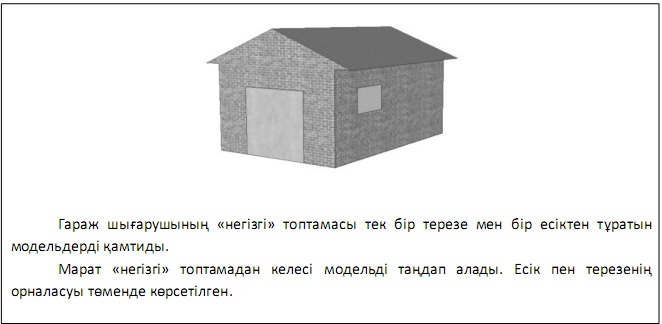 Гараж шығарушының «негізгі» топтамасы тек бір терезе мен бір есіктен тұратын
модельдерді қамтиды.
Марат «негізгі» топтамадан келесі модельді таңдап алады. Есік пен терезенің
орналасуы төменде көрсетілген.